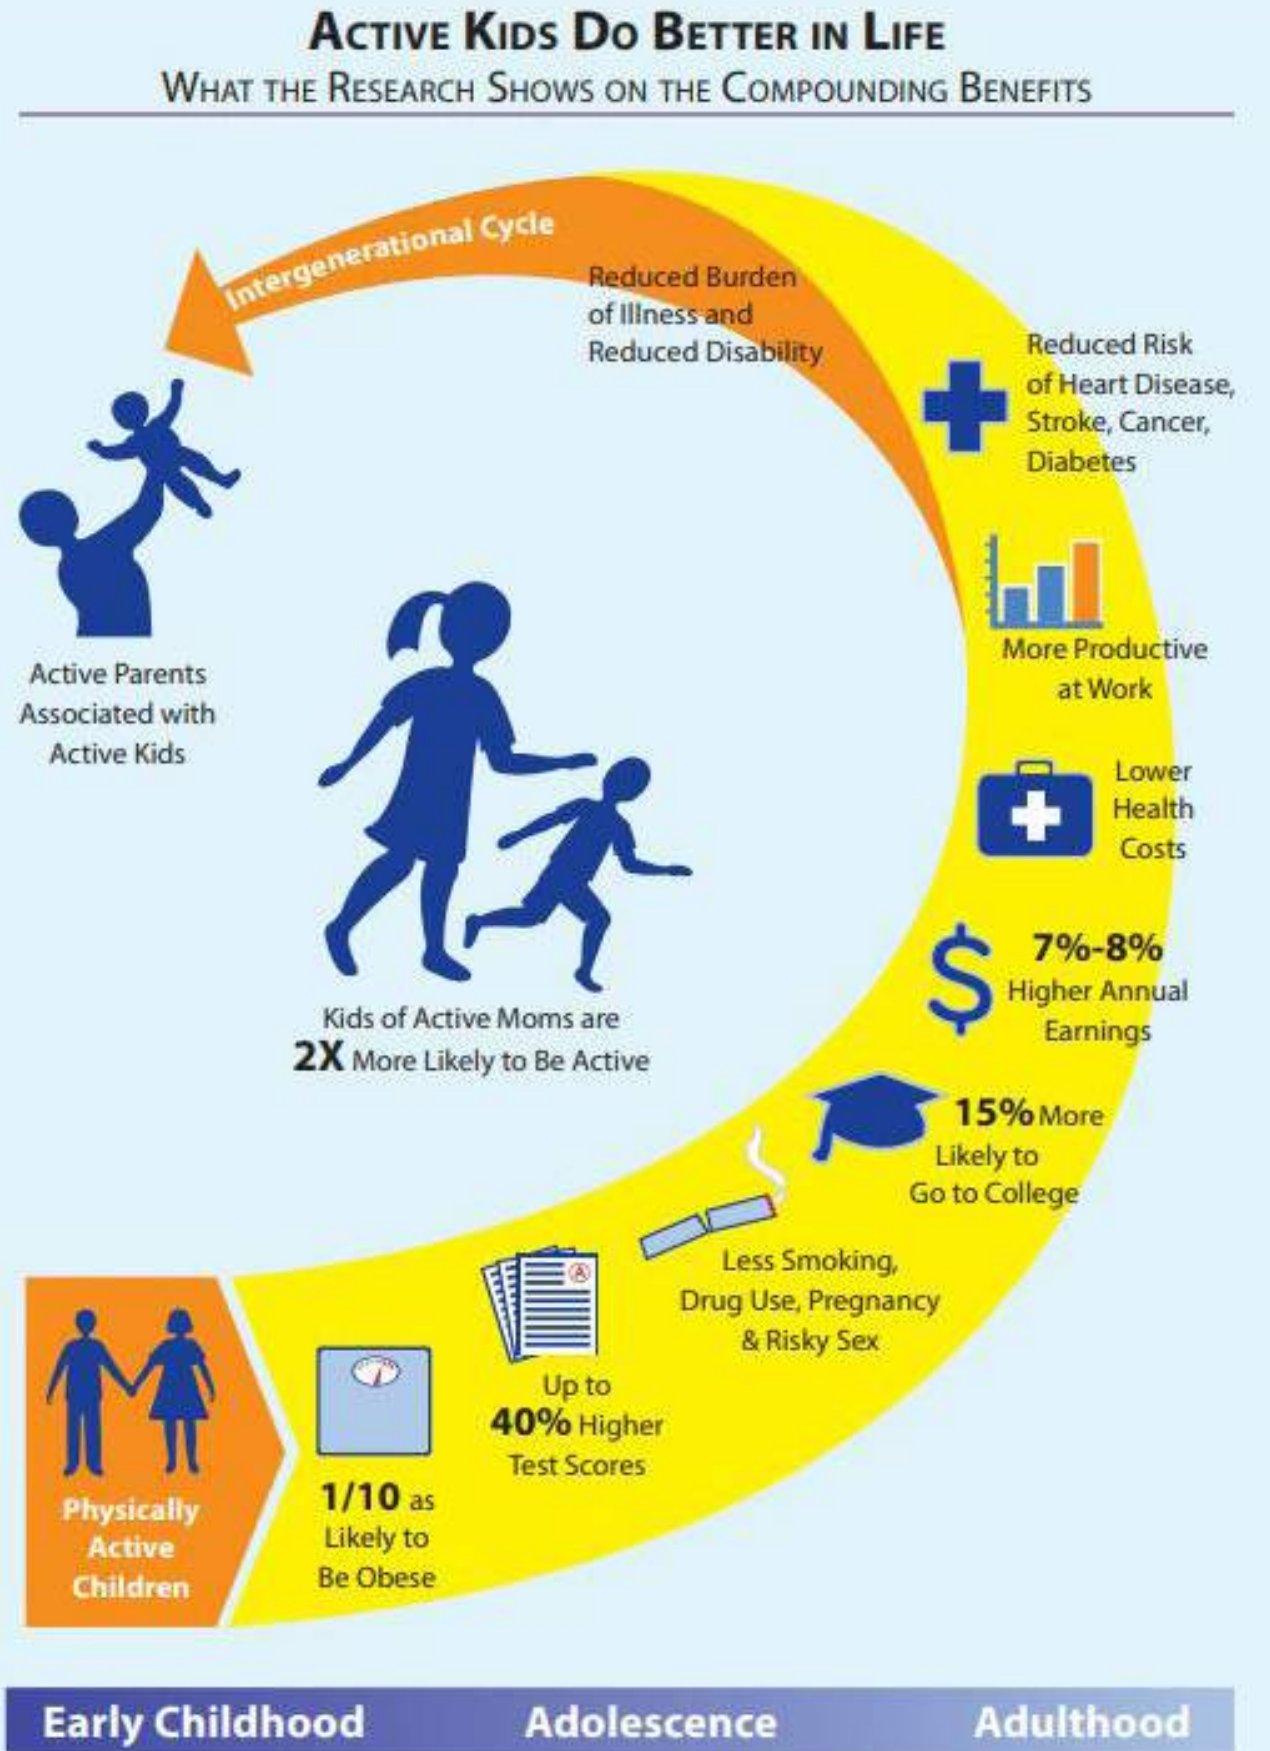 ACTIVE KIDS DO BETTER IN LIFE
WHAT THE RESEARCH SHOWS ON THE COMPOUNDING BENEFITS
Intergenerational Cycle
Reduced Burden
of Illness and
Reduced Disability
Reduced Risk
of Heart Disease,
Stroke, Cancer,
Diabetes
More Productive
at Work
Lower
Health
Costs
7%-8%
Higher Annual
Earnings
15% More
Likely to
Go to College
Less Smoking,
Drug Use, Pregnancy
& Risky Sex
A
Up to
40% Higher
Test Scores
1/10 as
Likely to
Be Obese
Physically
Active
Children
Active Parents
Associated with
Active Kids
Kids of Active Moms are
2X More Likely to Be Active
Early Childhood
Adolescence
Adulthood